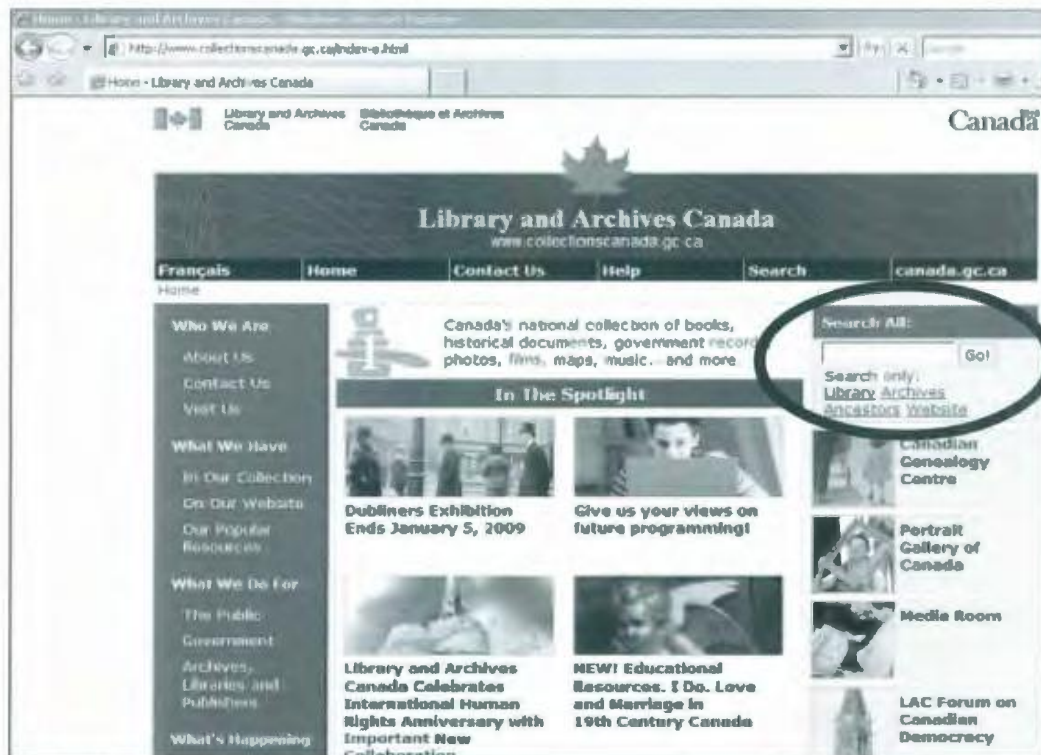 Home - Library and Archives Canada - Windows Internet Explorer
http://www.collectionscanada.gc.ca/index-e.html
Home - Library and Archives Canada
Library and Archives Canada
Bibliothèque et Archives Canada
Canada
Library and Archives Canada
www.collectionscanada.gc.ca
Français Home Contact Us Help Search canada.gc.ca
Home
Who We Are
About Us
Contact Us
Visit Us
What We Have
In Our Collection
On Our Website
Our Popular
Resources
What We Do For
The Public
Government
Archives,
Libraries and
Publishers
What's Happening
Canada's national collection of books,
historical documents, government record
photos, films, maps, music. and more
In The Spotlight
Dubliners Exhibition
Ends January 5, 2009
Give us your views on
future programming!
Library and Archives
Canada Celebrates
International Human
Rights Anniversary with
Important New
Collaboration
NEW! Educational
Resources. I Do. Love
and Marriage in
19th Century Canada
Search All:
Go!
Search only:
Library Archives
Ancestors Website
Canadian
Genealogy
Centre
Portrait
Gallery of
Canada
Media Room
LAC Forum on
Canadian
Democracy